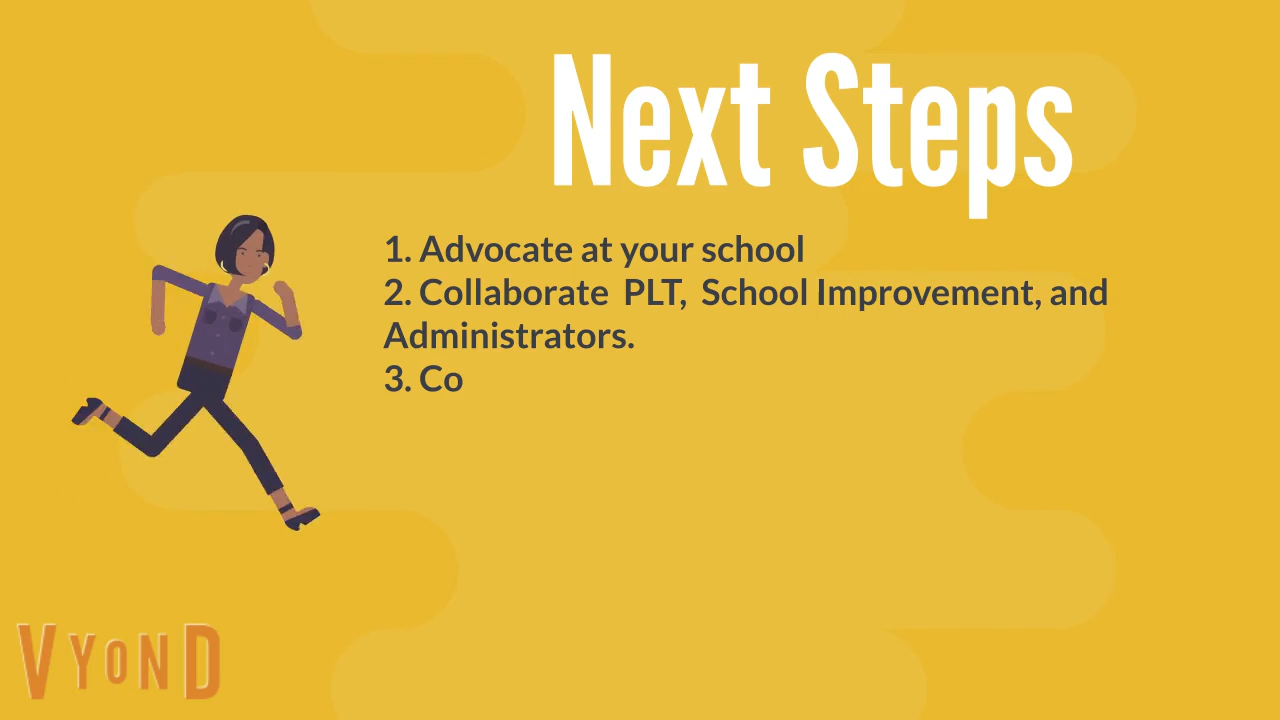 Next Steps
1. Advocate at your school
2. Collaborate  PLT,  School Improvement, and
Administrators.
3. Co
VYOND